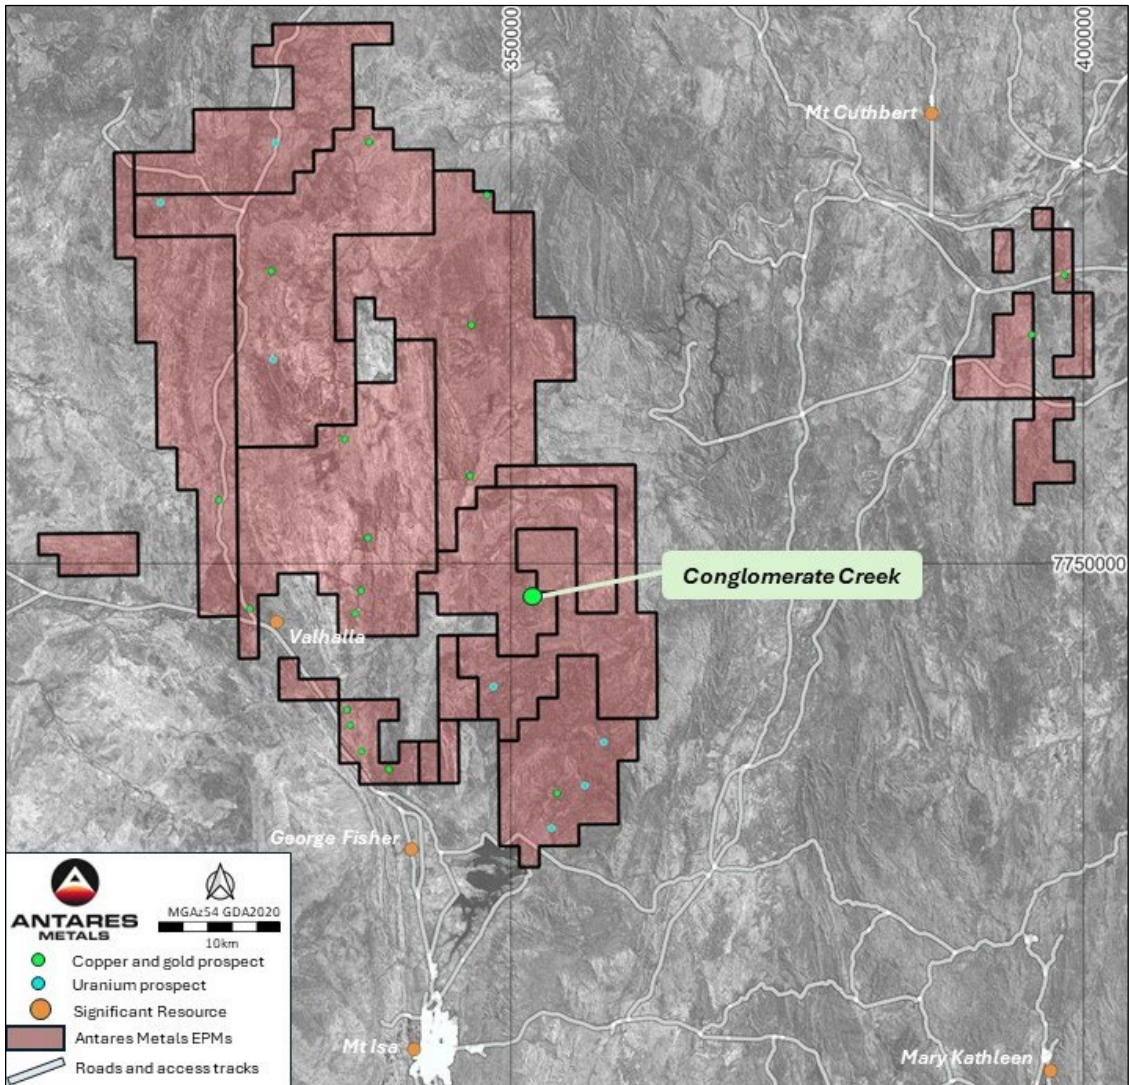 350000
400000
Mt Cuthbert
7750000
Conglomerate Creek
Valhalla
George Fisher
Mt Isa
Mary Kathleen
ANTARES
METALS
MGAz54 GDA2020
10km
Copper and gold prospect
Uranium prospect
Significant Resource
Antares Metals EPMs
Roads and access tracks